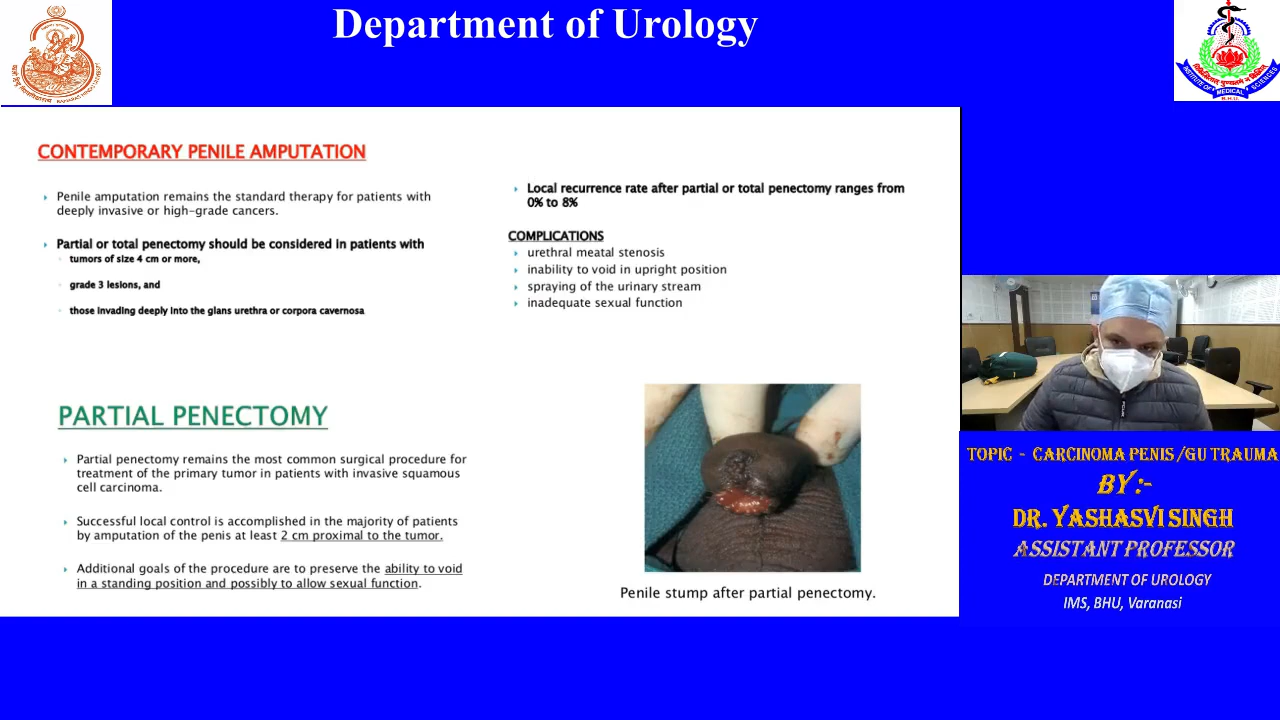 Department of Urology
CONTEMPORARY PENILE AMPUTATION
Penile amputation remains the standard therapy for patients with
deeply invasive or high-grade cancers.
Partial or total penectomy should be considered in patients with
tumors of size 4 cm or more,
grade 3 lesions, and
those invading deeply into the glans urethra or corpora cavernosa
Local recurrence rate after partial or total penectomy ranges from
0% to 8%
COMPLICATIONS
urethral meatal stenosis
inability to void in upright position
spraying of the urinary stream
inadequate sexual function
PARTIAL PENECTOMY
Partial penectomy remains the most common surgical procedure for
treatment of the primary tumor in patients with invasive squamous
cell carcinoma.
Successful local control is accomplished in the majority of patients
by amputation of the penis at least 2 cm proximal to the tumor.
Additional goals of the procedure are to preserve the ability to void
in a standing position and possibly to allow sexual function.
Penile stump after partial penectomy.
INSTITUTE OF MEDICAL SCIENCES
B.H.U.
TOPIC - CARCINOMA PENIS /GU TRAUMA
BY:-
DR. YASHASVI SINGH
ASSISTANT PROFESSOR
DEPARTMENT OF UROLOGY
IMS, BHU, Varanasi